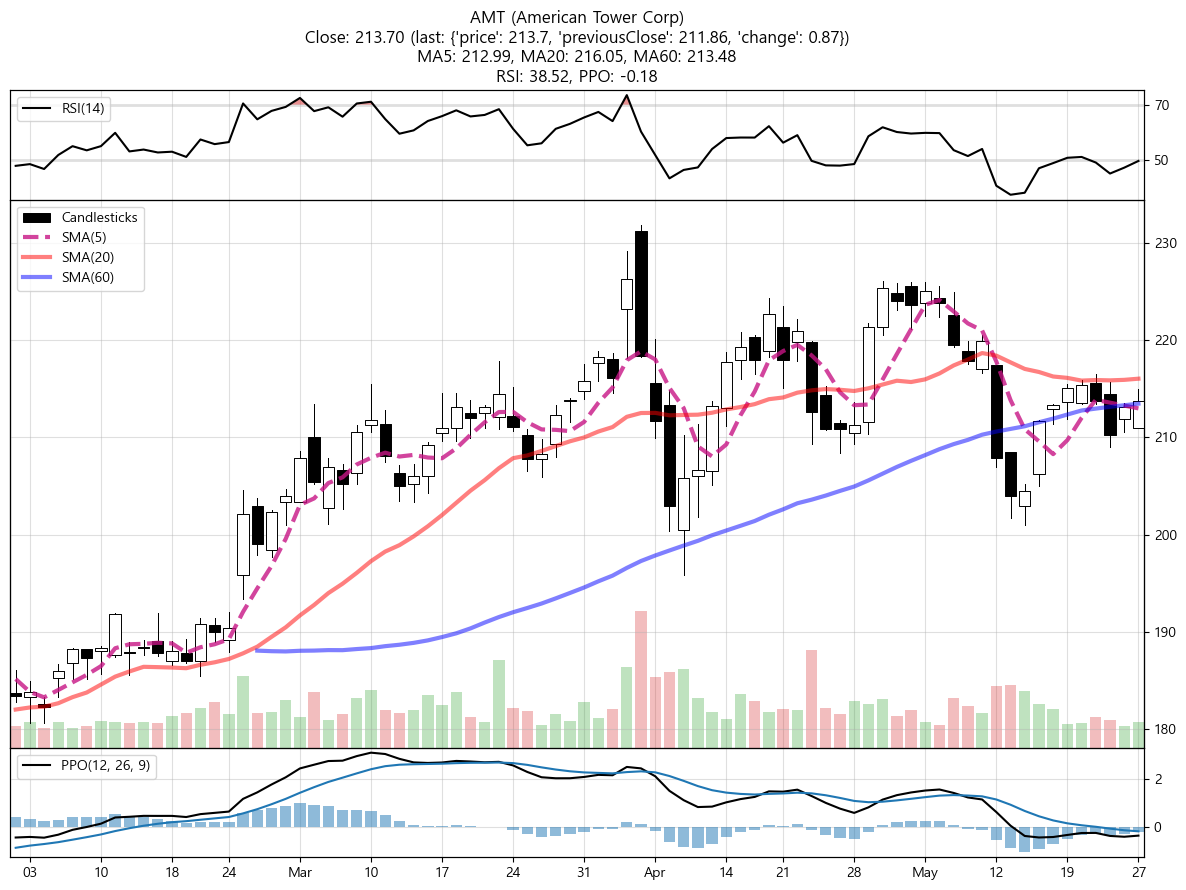 AMT (American Tower Corp)
Close: 213.70 (last: {'price': 213.7, 'previousClose': 211.86, 'change': 0.87})
MA5: 212.99, MA20: 216.05, MA60: 213.48
RSI: 38.52, PPO: -0.18
RSI(14)
70
50
Candlesticks
SMA(5)
SMA(20)
SMA(60)
230
220
210
200
190
180
PPO(12, 26, 9)
2
0
03 10 18 24 Mar 10 17 24 31 Apr 14 21 28 May 12 19 27